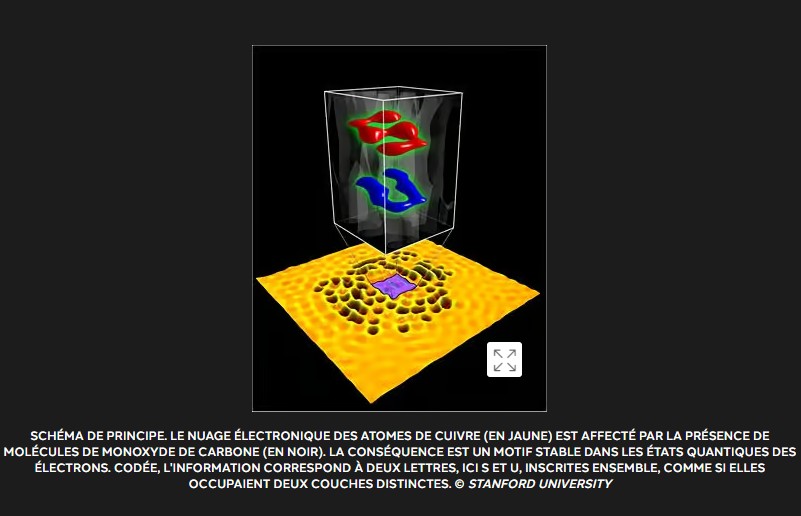 SCHÉMA DE PRINCIPE. LE NUAGE ÉLECTRONIQUE DES ATOMES DE CUIVRE (EN JAUNE) EST AFFECTÉ PAR LA PRÉSENCE DE
MOLÉCULES DE MONOXYDE DE CARBONE (EN NOIR). LA CONSÉQUENCE EST UN MOTIF STABLE DANS LES ÉTATS QUANTIQUES DES
ÉLECTRONS. CODÉE, L'INFORMATION CORRESPOND À DEUX LETTRES, ICI S ET U, INSCRITES ENSEMBLE, COMME SI ELLES
OCCUPAIENT DEUX COUCHES DISTINCTES. © STANFORD UNIVERSITY